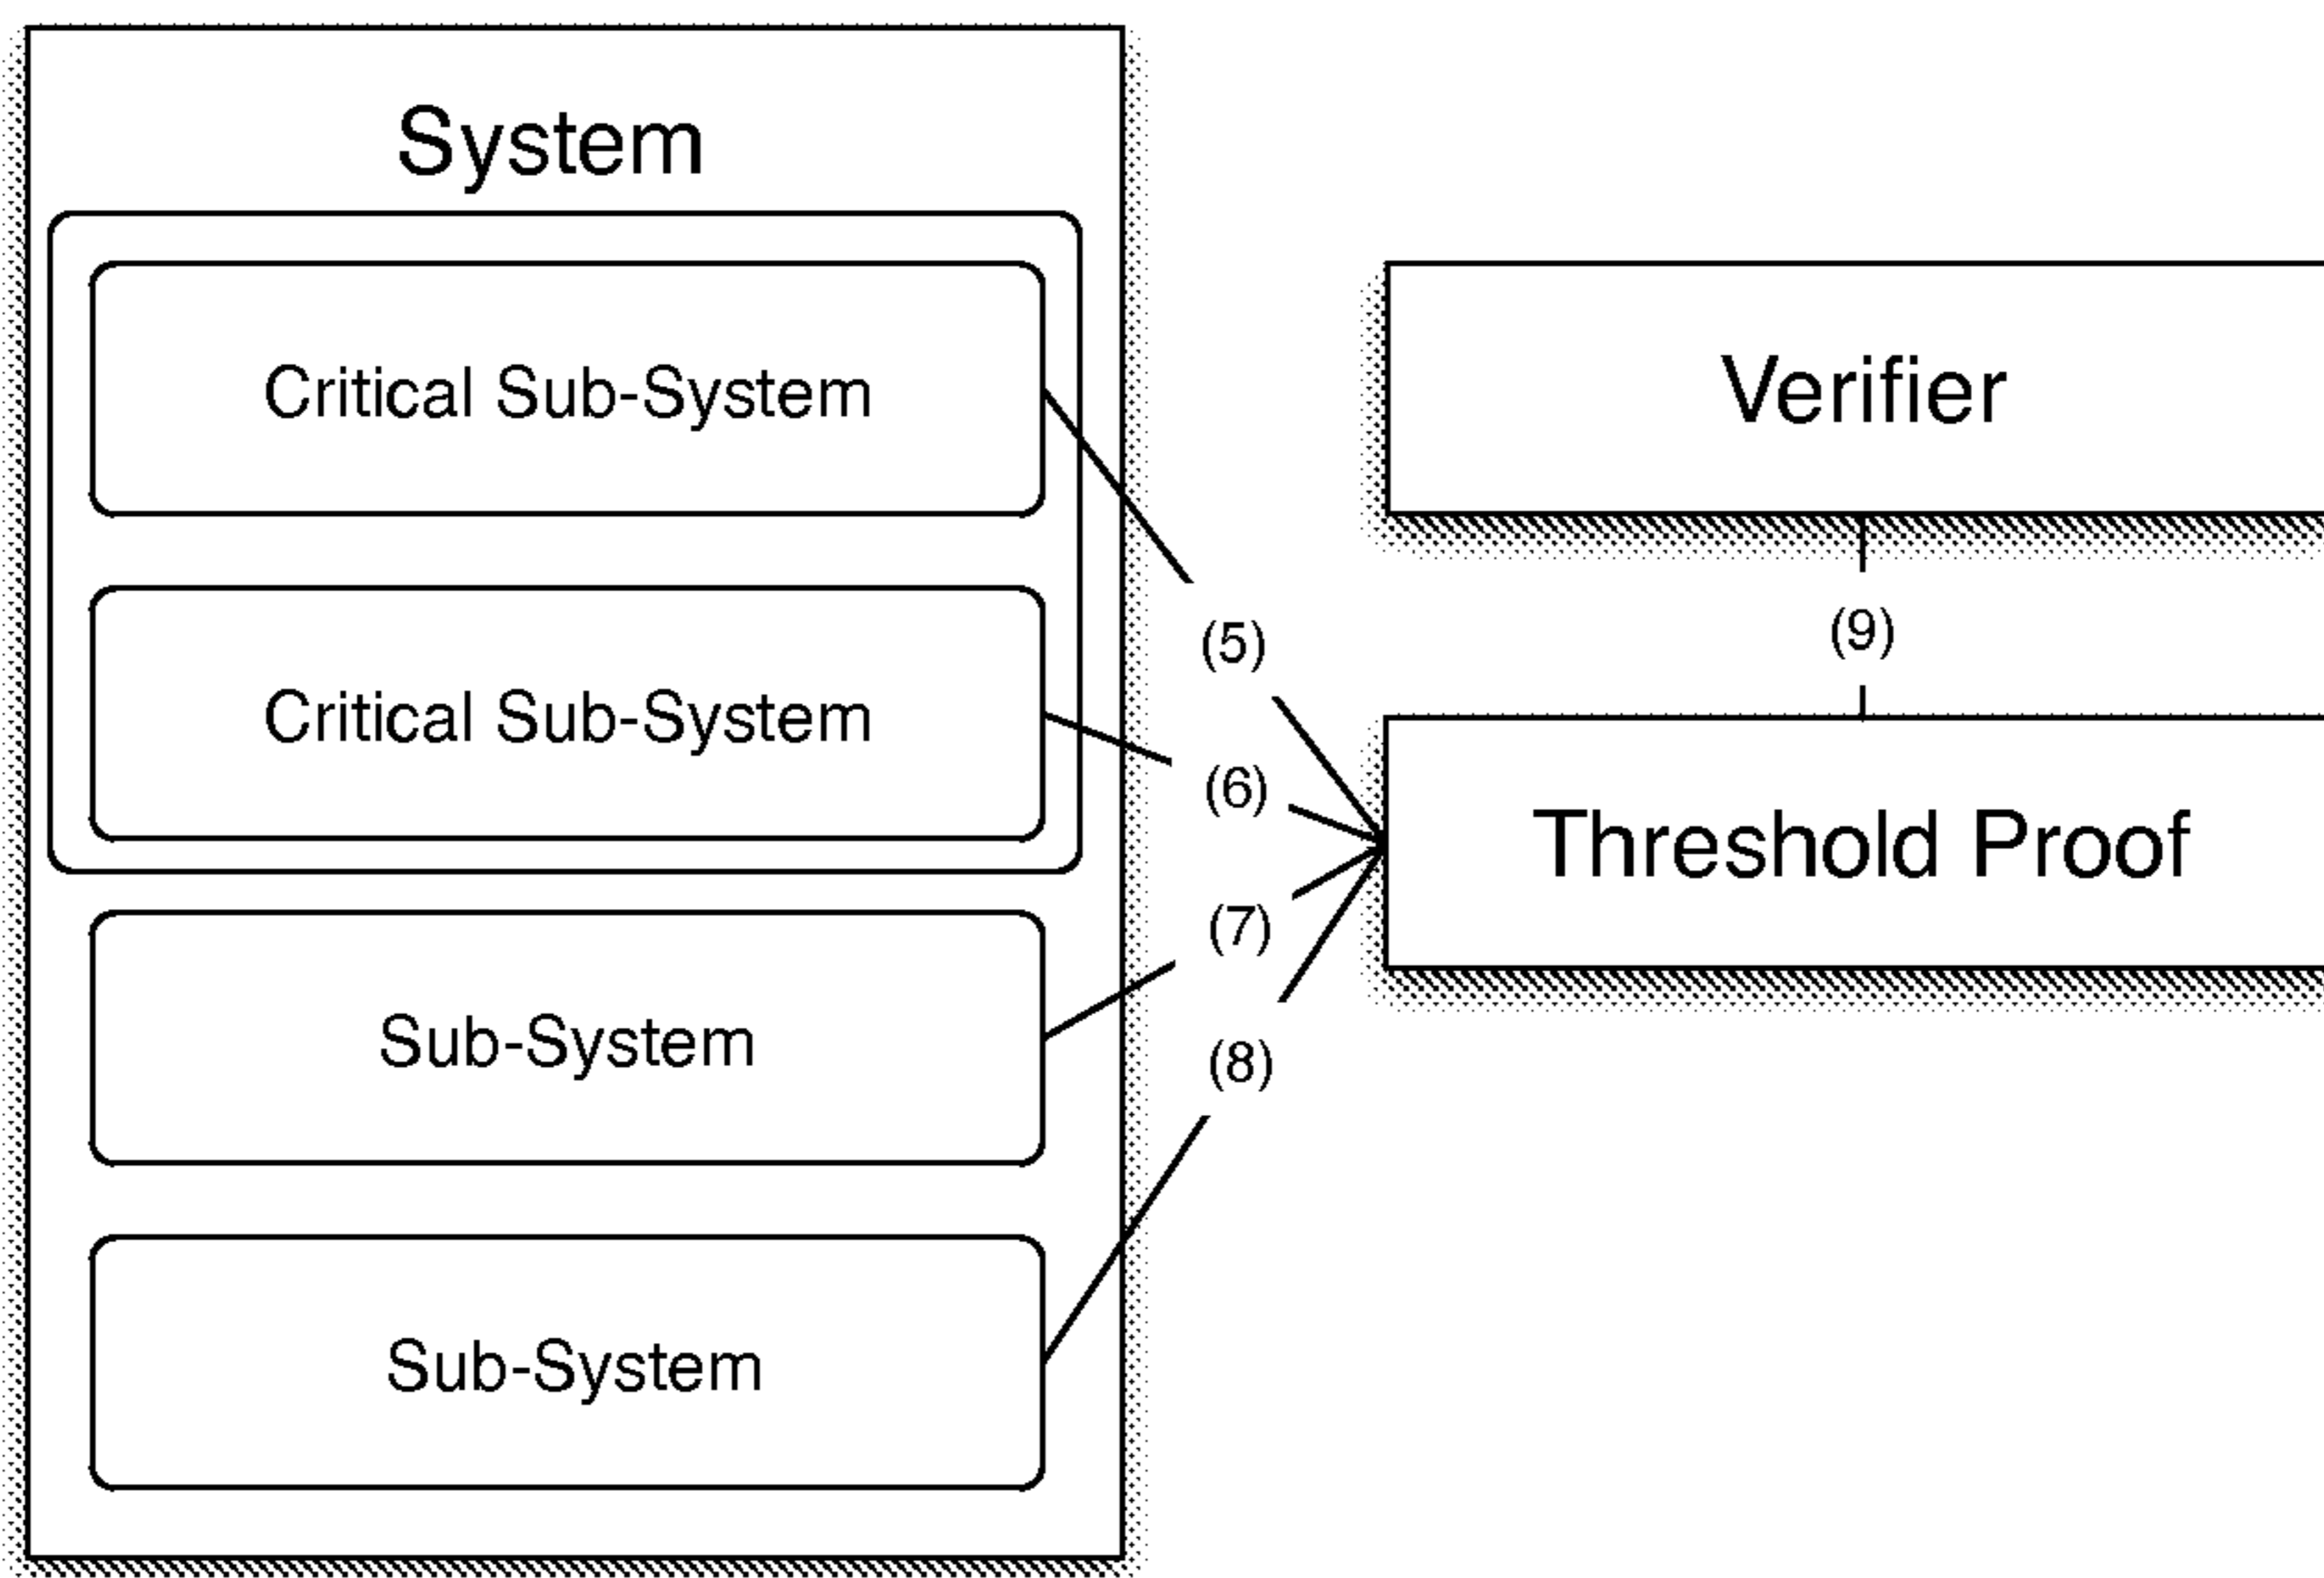 System
Critical Sub-System
Critical Sub-System
Sub-System
Sub-System
(5)
(6)
(7)
(8)
Verifier
(9)
Threshold Proof